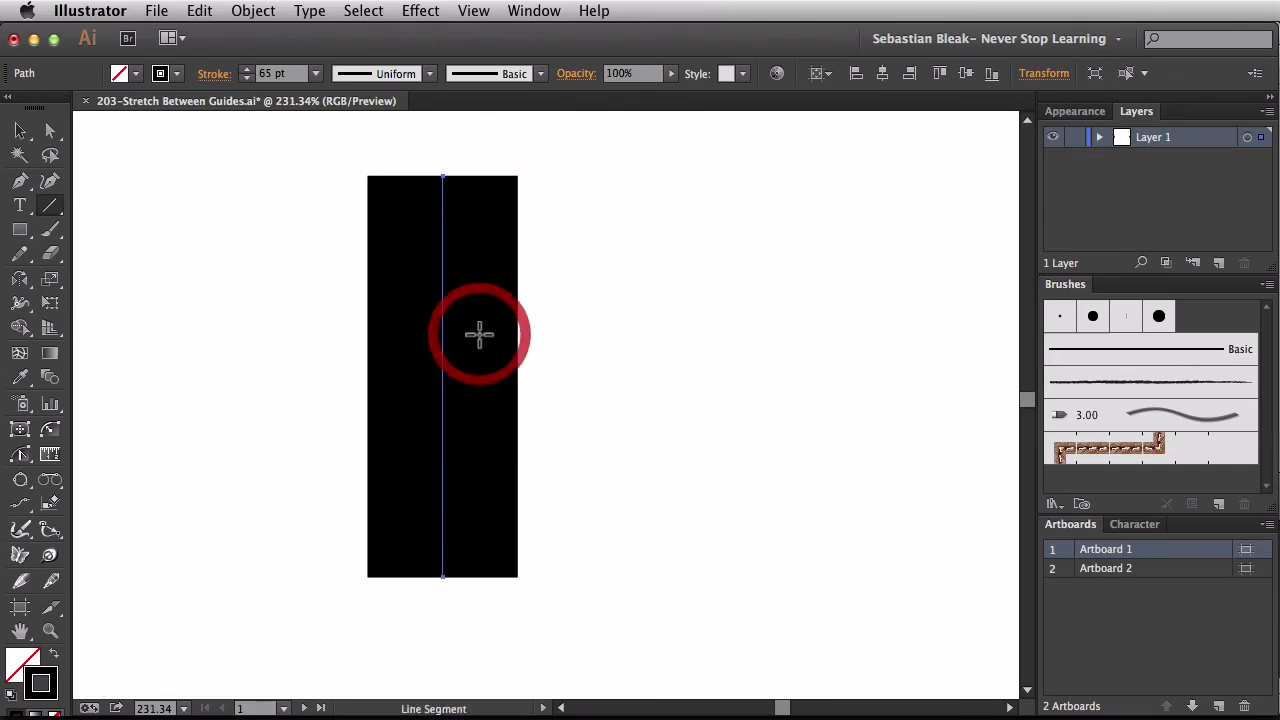 Illustrator File Edit Object Type Select Effect View Window Help
Ai Br Sebastian Bleak- Never Stop Learning
Path Stroke: 65 pt Uniform Basic Opacity: 100% Style: Transform
× 203-Stretch Between Guides.ai* @ 231.34% (RGB/Preview)
Appearance Layers
Layer 1
T
1 Layer
Brushes
Basic
3.00
Artboards Character
1 Artboard 1
2 Artboard 2
231.34 1 Line Segment
2 Artboards